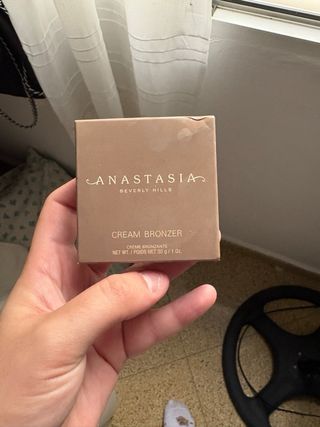 ANASTASIA
BEVERLY HILLS
CREAM BRONZER
CRÈME BRONZANTE
NET WT. / POIDS NET 30 g / 1 Oz.